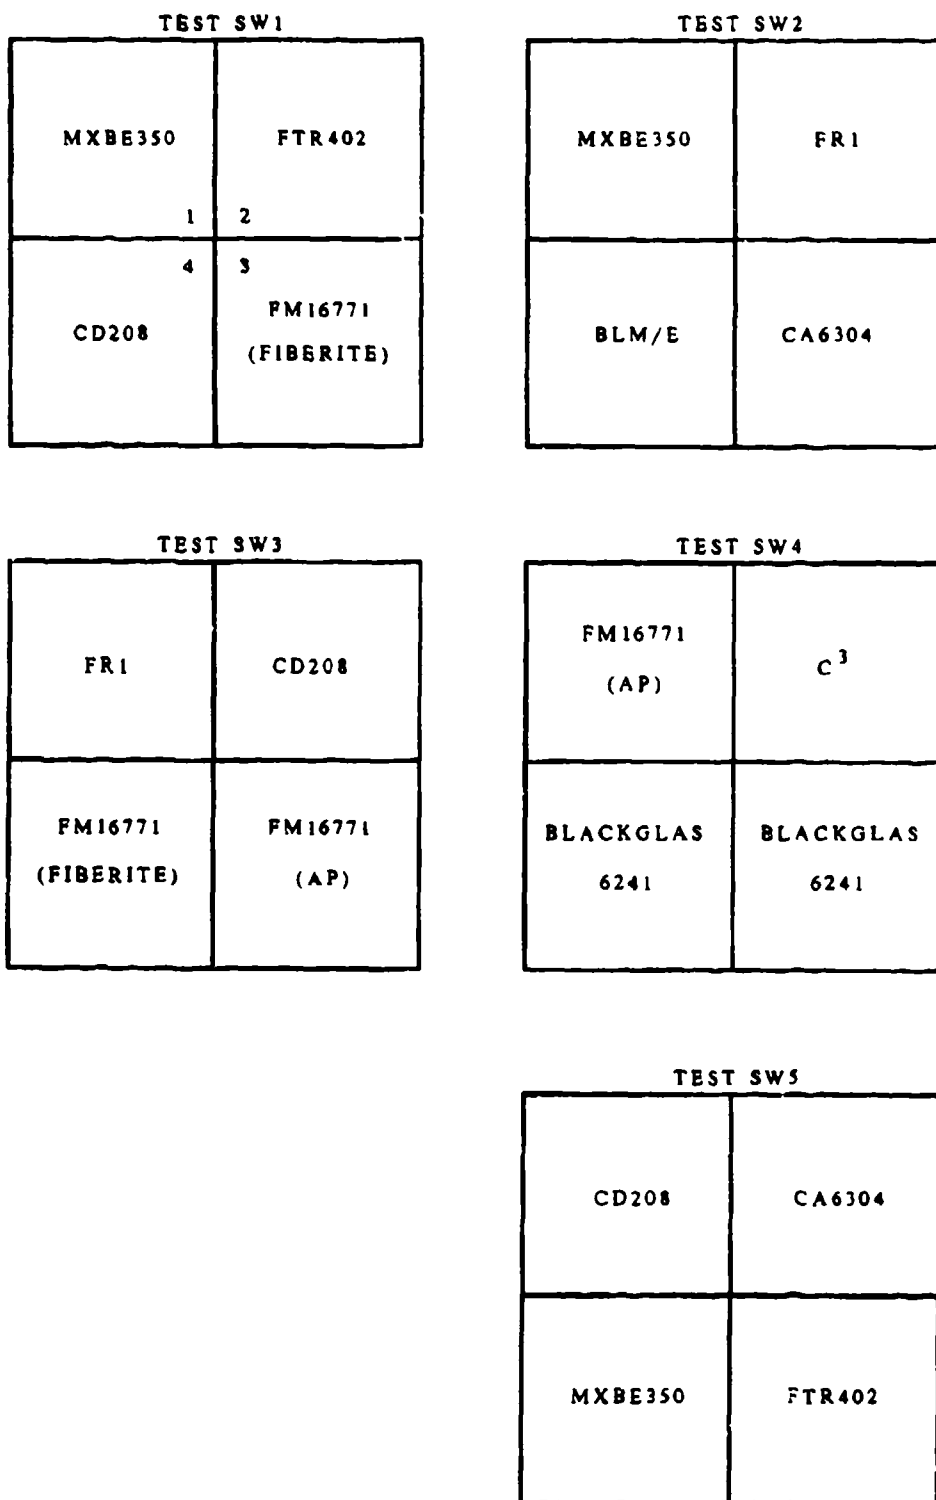 TEST SW1
MXBE350
FTR402
1
2
4
3
CD208
FM16771
(FIBERITE)
TEST SW2
MXBE350
FR1
BLM/E
CA6304
TEST SW3
FR1
CD208
FM16771
(FIBERITE)
FM16771
(AP)
TEST SW4
FM16771
(AP)
C³
BLACKGLAS
6241
BLACKGLAS
6241
TEST SW5
CD208
CA6304
MXBE350
FTR402